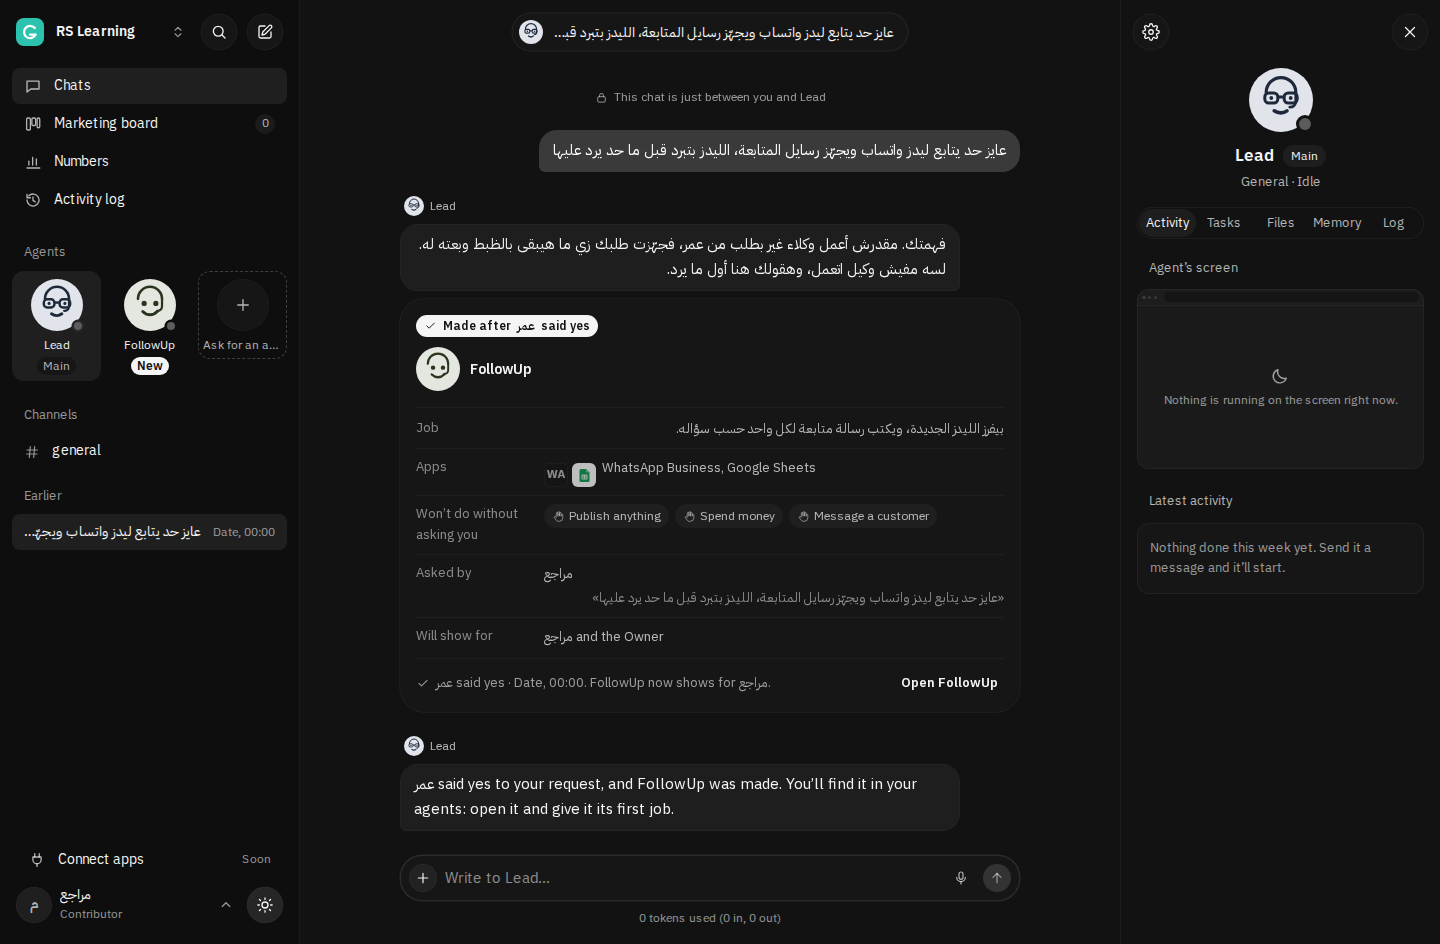 RS Learning
Chats
Marketing board 0
Numbers
Activity log
Agents
Lead
Main
FollowUp
New
Ask for an a...
Channels
general
Earlier
عايز حد يتابع ليدز واتساب ويجهّ... Date, 00:00
Connect apps Soon
م
مراجع
Contributor
عايز حد يتابع ليدز واتساب ويجهّز رسايل المتابعة، الليدز بتبرد قبـ...
This chat is just between you and Lead
عايز حد يتابع ليدز واتساب ويجهّز رسايل المتابعة، الليدز بتبرد قبل ما حد يرد عليها
Lead
فهمتك. مقدرش أعمل وكلاء غير بطلب من عمر، فجهّزت طلبك زي ما هيبقى بالظبط وبعته له.
لسه مفيش وكيل اتعمل، وهقولك هنا أول ما يرد.
Made after عمر said yes
FollowUp
Job بيفرز الليدز الجديدة، ويكتب رسالة متابعة لكل واحد حسب سؤاله.
Apps WA WhatsApp Business, Google Sheets
Won't do without asking you Publish anything Spend money Message a customer
Asked by مراجع
«عايز حد يتابع ليدز واتساب ويجهّز رسايل المتابعة، الليدز بتبرد قبل ما حد يرد عليها»
Will show for مراجع and the Owner
عمر said yes · Date, 00:00. FollowUp now shows for مراجع. Open FollowUp
Lead
عمر said yes to your request, and FollowUp was made. You'll find it in your
agents: open it and give it its first job.
Write to Lead...
0 tokens used (0 in, 0 out)
Lead Main
General · Idle
Activity Tasks Files Memory Log
Agent's screen
Nothing is running on the screen right now.
Latest activity
Nothing done this week yet. Send it a
message and it'll start.